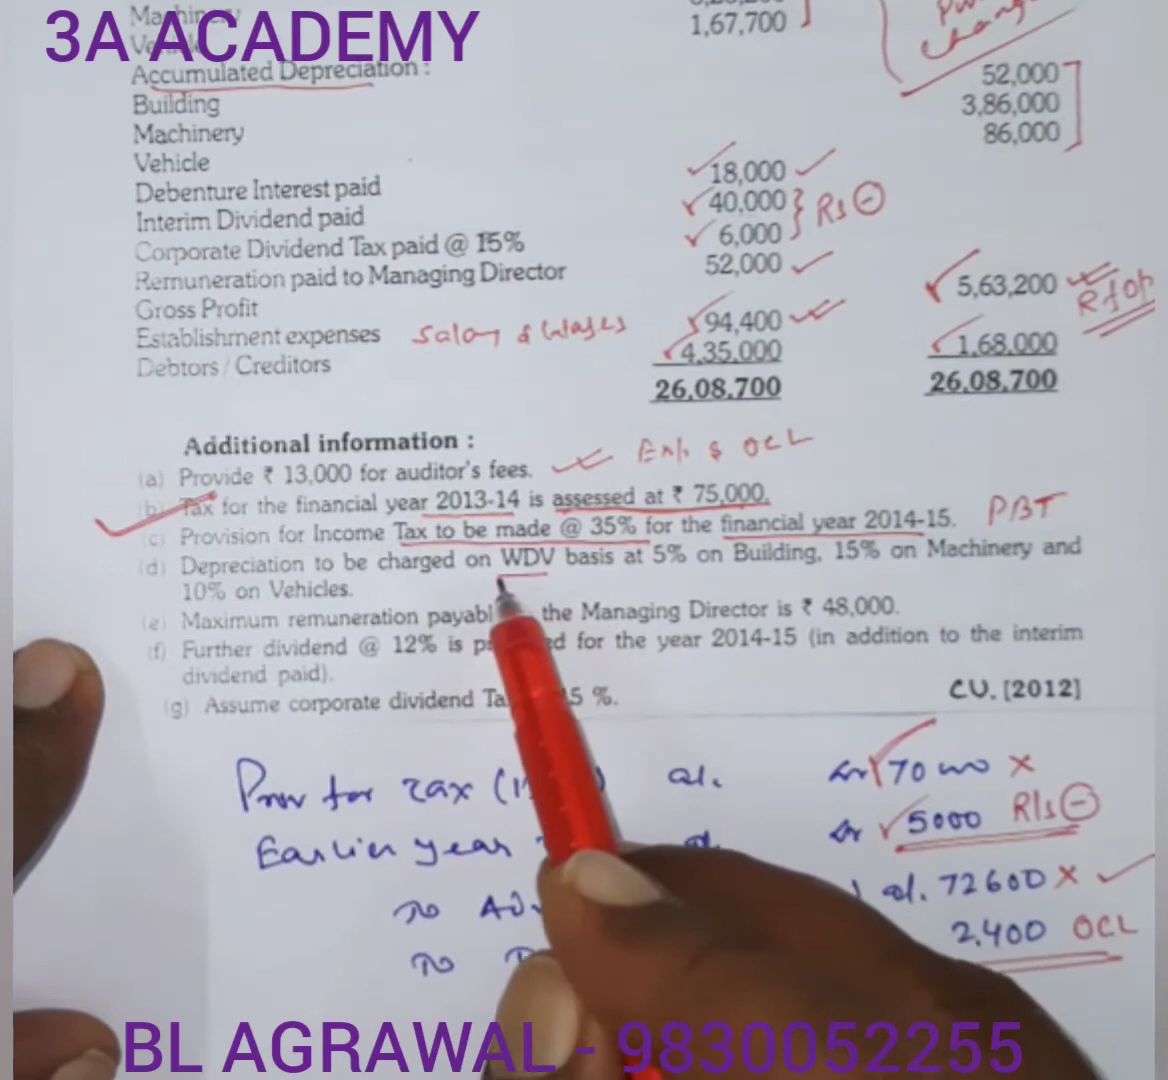 3A ACADEMY
Machinery 1,67,700
Accumulated Depreciation : 52,000
Building 3,86,000
Machinery 86,000
Vehicle 18,000
Debenture Interest paid 40,000 } R/s ⊖
Interim Dividend paid 6,000
Corporate Dividend Tax paid @ 15% 52,000
Remuneration paid to Managing Director 5,63,200 Rfop
Gross Profit 94,400
Establishment expenses Salary & Wages 4,35,000 1,68,000
Debtors / Creditors 26,08,700 26,08,700
Additional information :
(a) Provide ₹ 13,000 for auditor's fees. & OCL
(b) Tax for the financial year 2013-14 is assessed at ₹ 75,000.
(c) Provision for Income Tax to be made @ 35% for the financial year 2014-15. PBT
(d) Depreciation to be charged on WDV basis at 5% on Building, 15% on Machinery and
10% on Vehicles.
(e) Maximum remuneration the Managing Director is ₹ 48,000.
(f) Further dividend @ 12% is for the year 2014-15 (in addition to the interim
dividend paid).
(g) Assume corporate dividend 5 %.
C.U. [2012]
Prov for Tax 70000 x
Earlier year 5000 R/s ⊖
To 72600 x
To 2,400 OCL
BL AGRAWAL - 9830052255